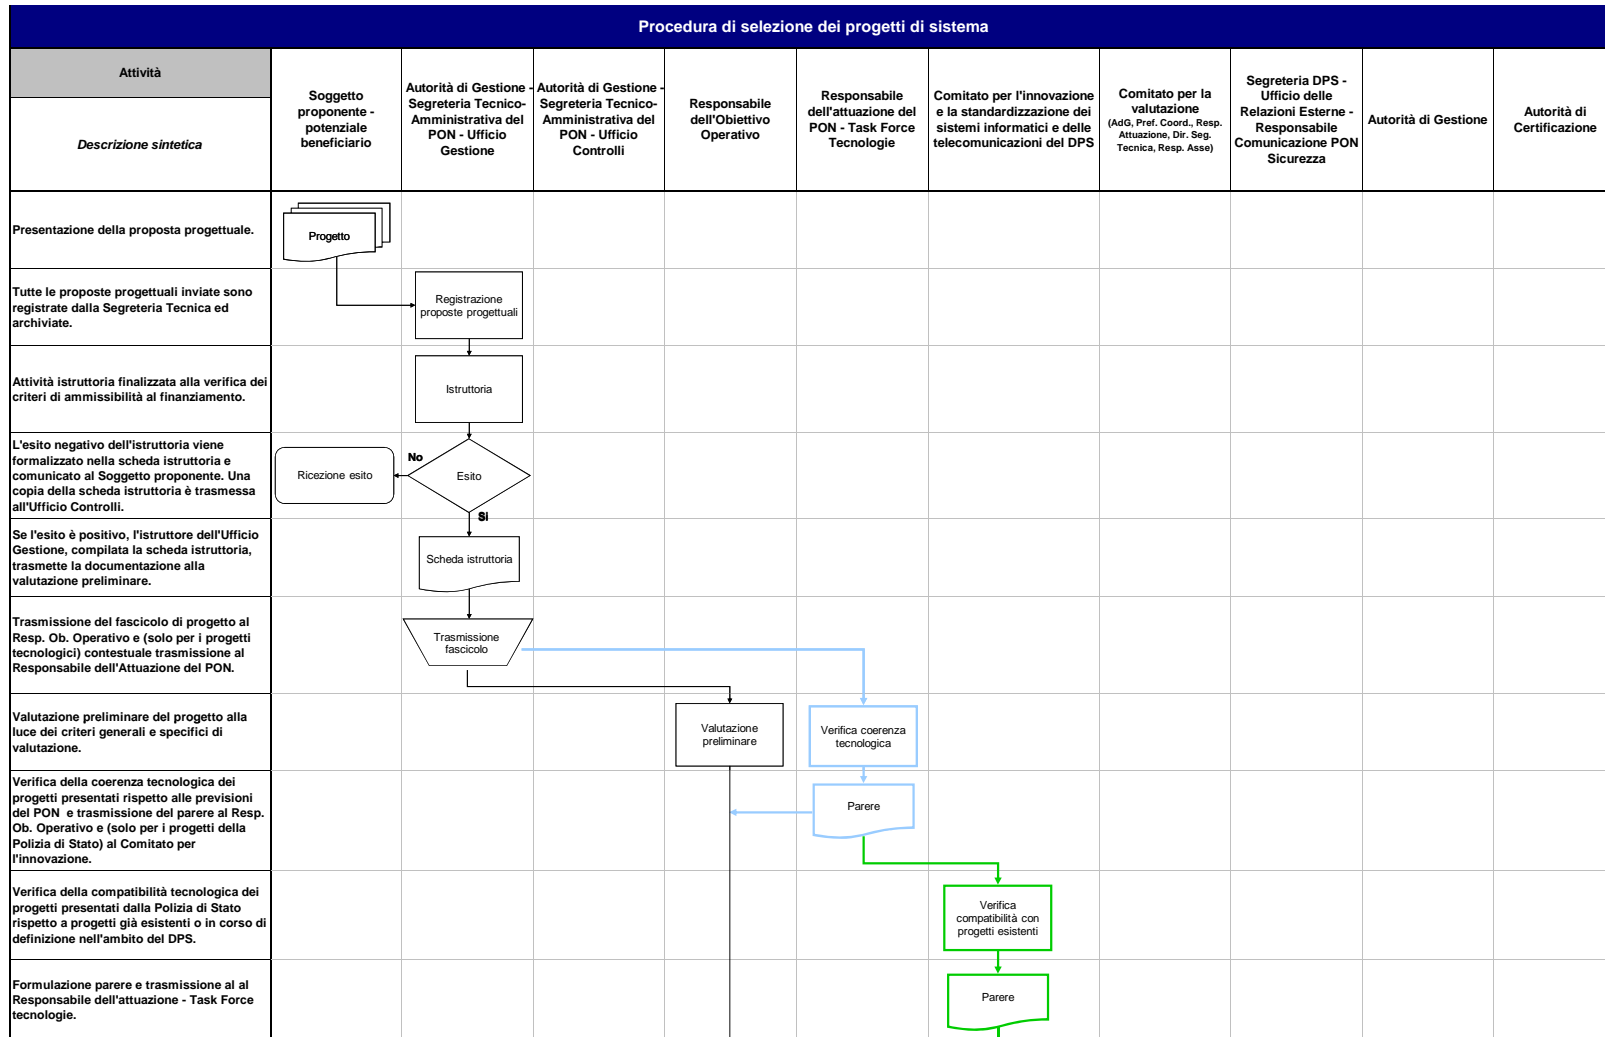 Procedura di selezione dei progetti di sistema
Attività
Descrizione sintetica
Soggetto
proponente -
potenziale
beneficiario
Autorità di Gestione -
Segreteria Tecnico-
Amministrativa del
PON - Ufficio
Gestione
Autorità di Gestione -
Segreteria Tecnico-
Amministrativa del
PON - Ufficio
Controlli
Responsabile
dell'Obiettivo
Operativo
Responsabile
dell'attuazione del
PON - Task Force
Tecnologie
Comitato per l'innovazione
e la standardizzazione dei
sistemi informatici e delle
telecomunicazioni del DPS
Comitato per la
valutazione
(AdG, Pref. Coord., Resp.
Attuazione, Dir. Seg.
Tecnica, Resp. Asse)
Segreteria DPS -
Ufficio delle
Relazioni Esterne -
Responsabile
Comunicazione PON
Sicurezza
Autorità di Gestione
Autorità di
Certificazione
Presentazione della proposta progettuale.
Progetto
Tutte le proposte progettuali inviate sono
registrate dalla Segreteria Tecnica ed
archiviate.
Registrazione
proposte progettuali
Attività istruttoria finalizzata alla verifica dei
criteri di ammissibilità al finanziamento.
Istruttoria
L'esito negativo dell'istruttoria viene
formalizzato nella scheda istruttoria e
comunicato al Soggetto proponente. Una
copia della scheda istruttoria è trasmessa
all'Ufficio Controlli.
Ricezione esito
No
Esito
Si
Se l'esito è positivo, l'istruttore dell'Ufficio
Gestione, compilata la scheda istruttoria,
trasmette la documentazione alla
valutazione preliminare.
Scheda istruttoria
Trasmissione del fascicolo di progetto al
Resp. Ob. Operativo e (solo per i progetti
tecnologici) contestuale trasmissione al
Responsabile dell'Attuazione del PON.
Trasmissione
fascicolo
Valutazione preliminare del progetto alla
luce dei criteri generali e specifici di
valutazione.
Valutazione
preliminare
Verifica coerenza
tecnologica
Verifica della coerenza tecnologica dei
progetti presentati rispetto alle previsioni
del PON  e trasmissione del parere al Resp.
Ob. Operativo e (solo per i progetti della
Polizia di Stato) al Comitato per
l'innovazione.
Parere
Verifica della compatibilità tecnologica dei
progetti presentati dalla Polizia di Stato
rispetto a progetti già esistenti o in corso di
definizione nell'ambito del DPS.
Verifica
compatibilità con
progetti esistenti
Formulazione parere e trasmissione al al
Responsabile dell'attuazione - Task Force
tecnologie.
Parere